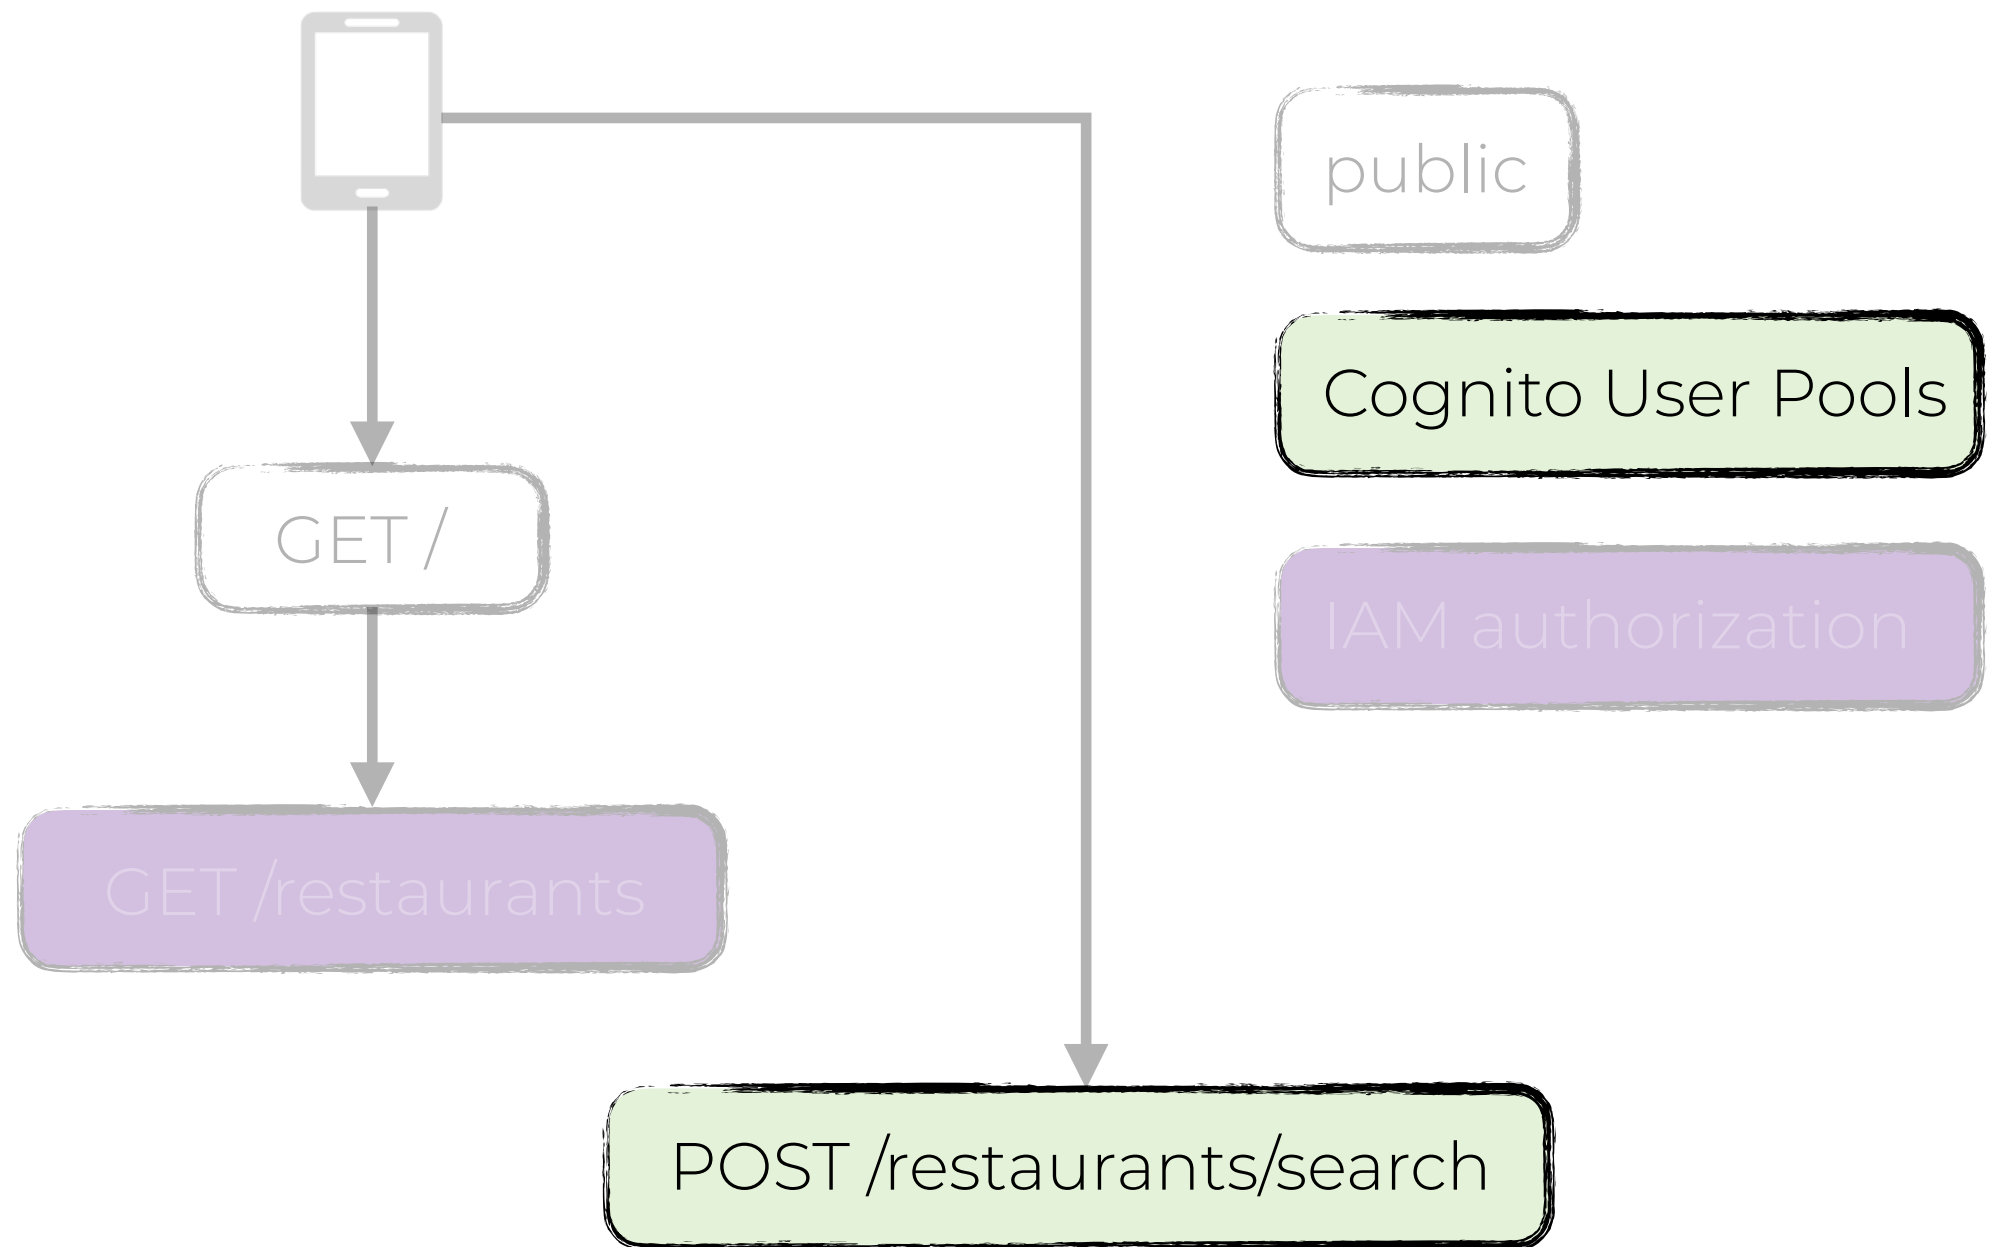 public
Cognito User Pools
GET /
IAM authorization
GET /restaurants
POST /restaurants/search